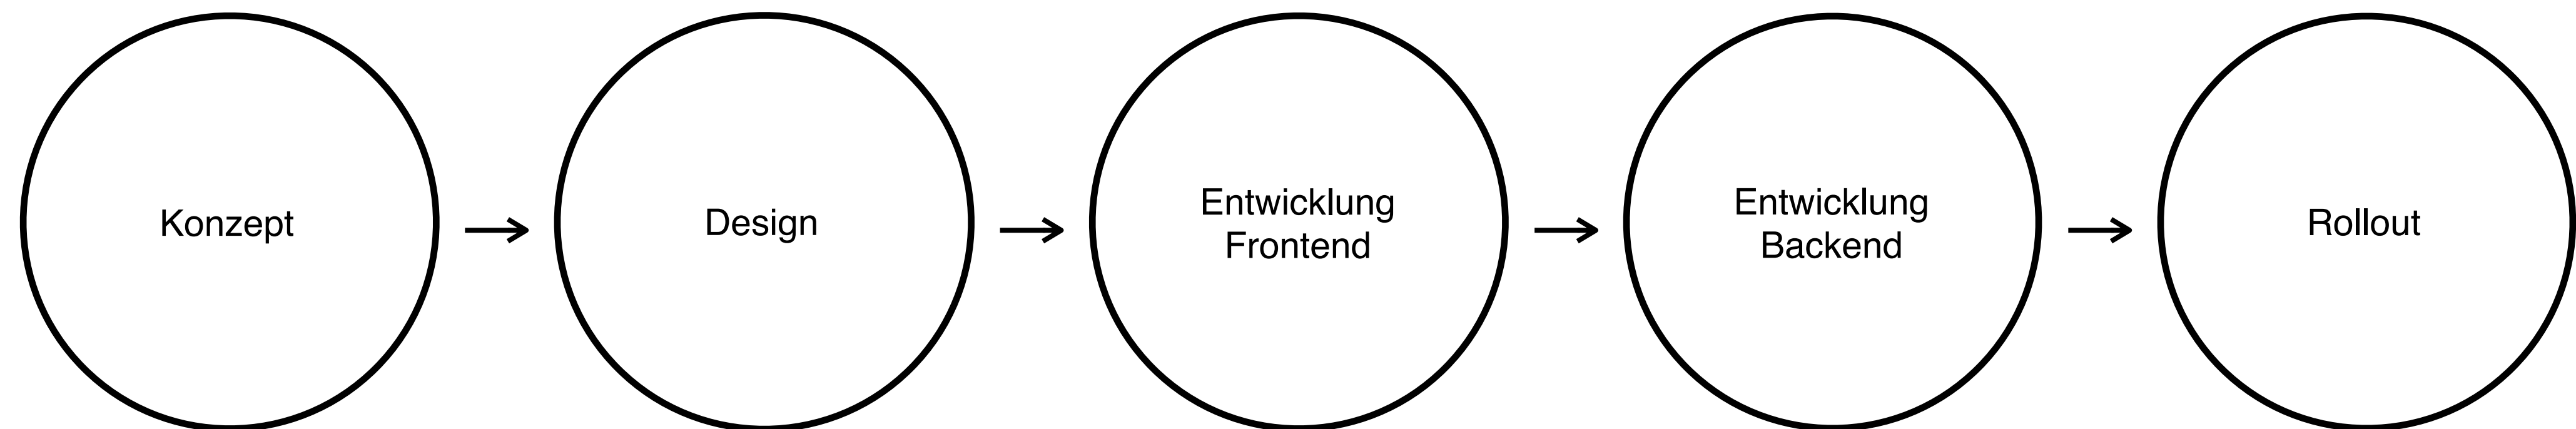 Konzept
Design
Entwicklung
Frontend
Entwicklung
Backend
Rollout